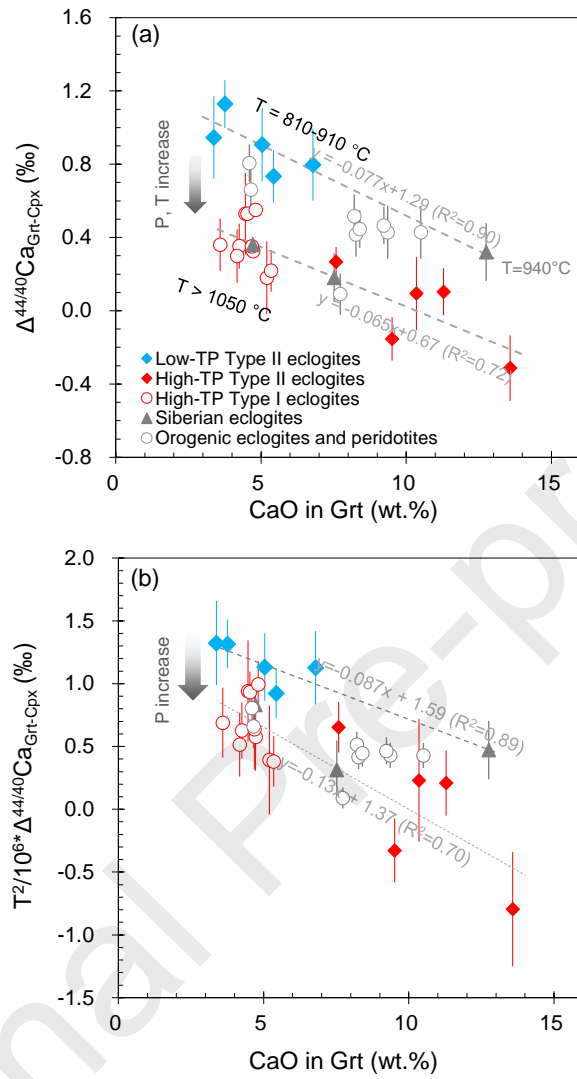 (a)
1.6
1.2
0.8
0.4
0.0
-0.4
-0.8
Δ44/40CaGrt-Cpx (‰)
P, T increase
T = 810-910 °C
y = -0.077x+1.29 (R²=0.90)
T=940°C
T > 1050 °C
y = -0.065x+0.67 (R²=0.72)
Low-TP Type II eclogites
High-TP Type II eclogites
High-TP Type I eclogites
Siberian eclogites
Orogenic eclogites and peridotites
0 5 10 15
CaO in Grt (wt.%)
(b)
2.0
1.5
1.0
0.5
0.0
-0.5
-1.0
-1.5
T²/10⁶*Δ44/40CaGrt-Cpx (‰)
P increase
y=-0.087x + 1.59 (R²=0.89)
y=-0.13x + 1.37 (R²=0.70)
0 5 10 15
CaO in Grt (wt.%)
nal Pre-pr